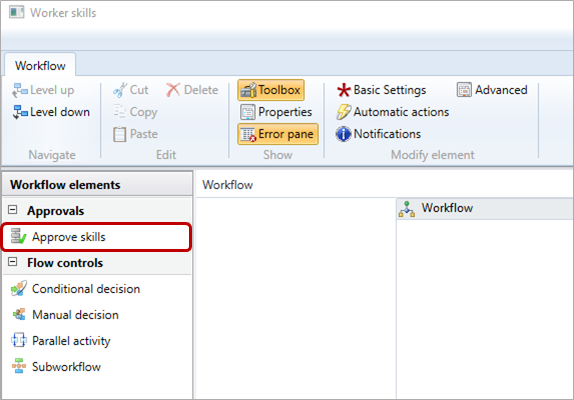 Worker skills
Workflow
Level up
Cut
Delete
Toolbox
Basic Settings
Advanced
Level down
Copy
Properties
Automatic actions
Paste
Error pane
Notifications
Navigate
Edit
Show
Modify element
Workflow elements
Workflow
Approvals
Workflow
Approve skills
Flow controls
Conditional decision
Manual decision
Parallel activity
Subworkflow